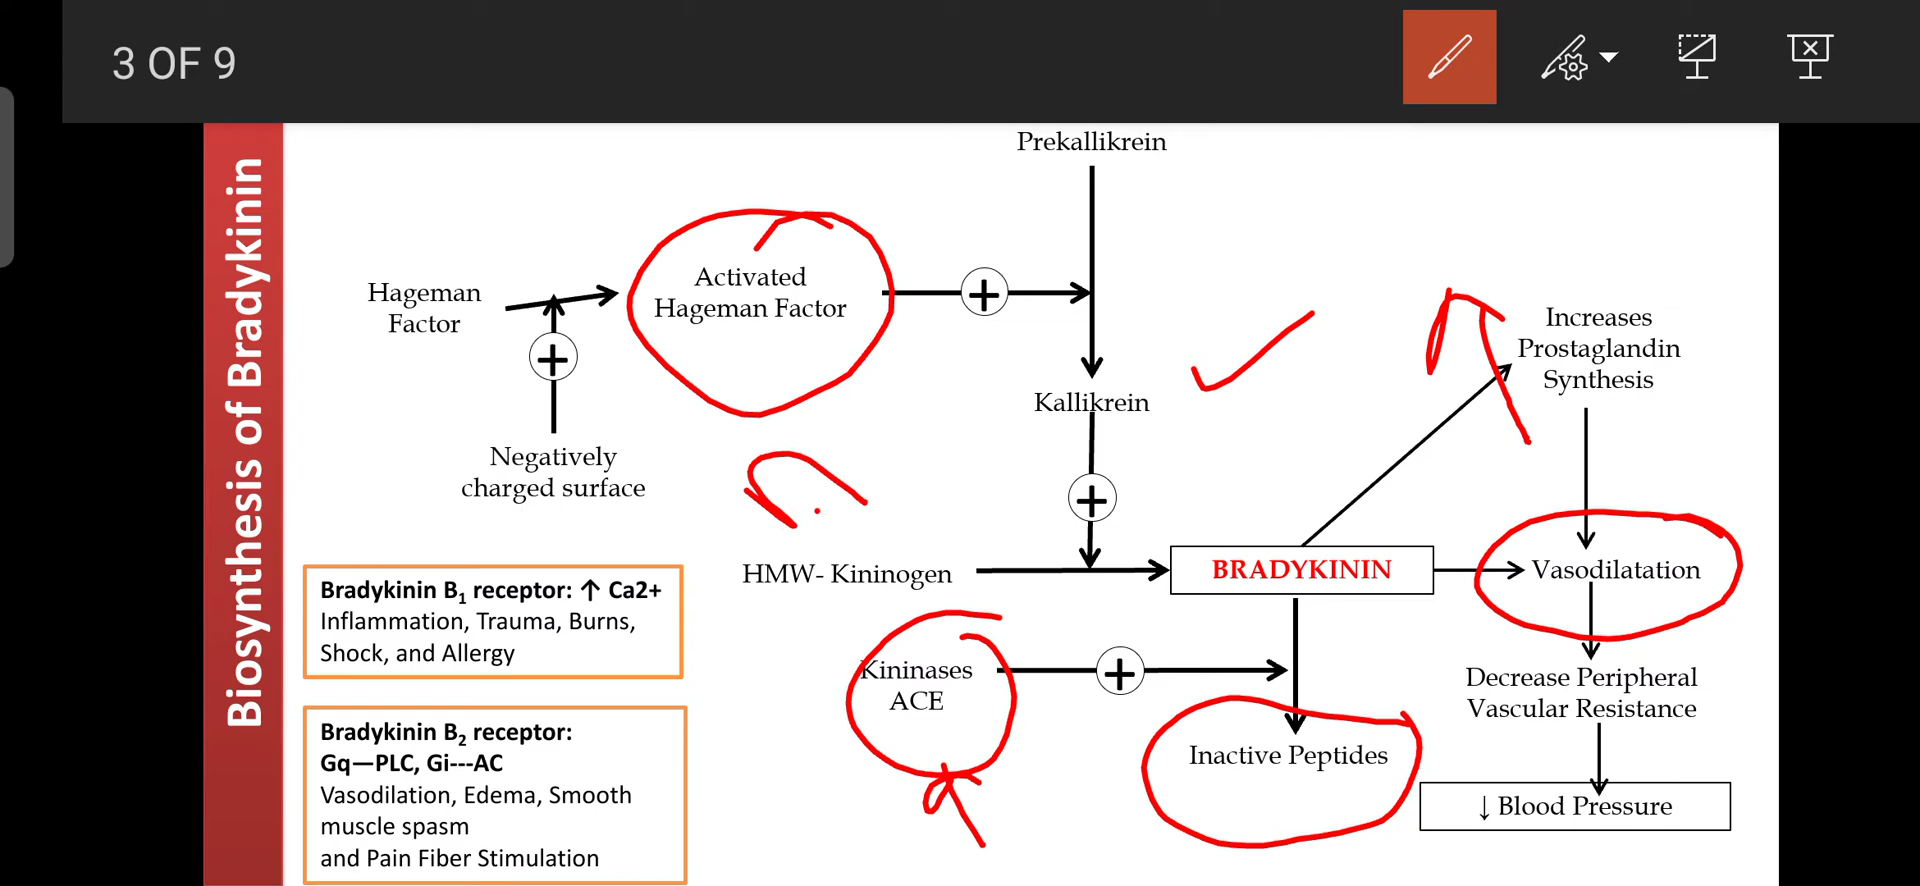 3 OF 9
Biosynthesis of Bradykinin
Prekallikrein
Activated
Hageman Factor
Hageman
Factor
Increases
Prostaglandin
Synthesis
Kallikrein
Negatively
charged surface
HMW- Kininogen
BRADYKININ
Vasodilatation
Bradykinin B1 receptor: ↑ Ca2+
Inflammation, Trauma, Burns,
Shock, and Allergy
Kininases
ACE
Decrease Peripheral
Vascular Resistance
Inactive Peptides
↓ Blood Pressure
Bradykinin B2 receptor:
Gq—PLC, Gi---AC
Vasodilation, Edema, Smooth
muscle spasm
and Pain Fiber Stimulation